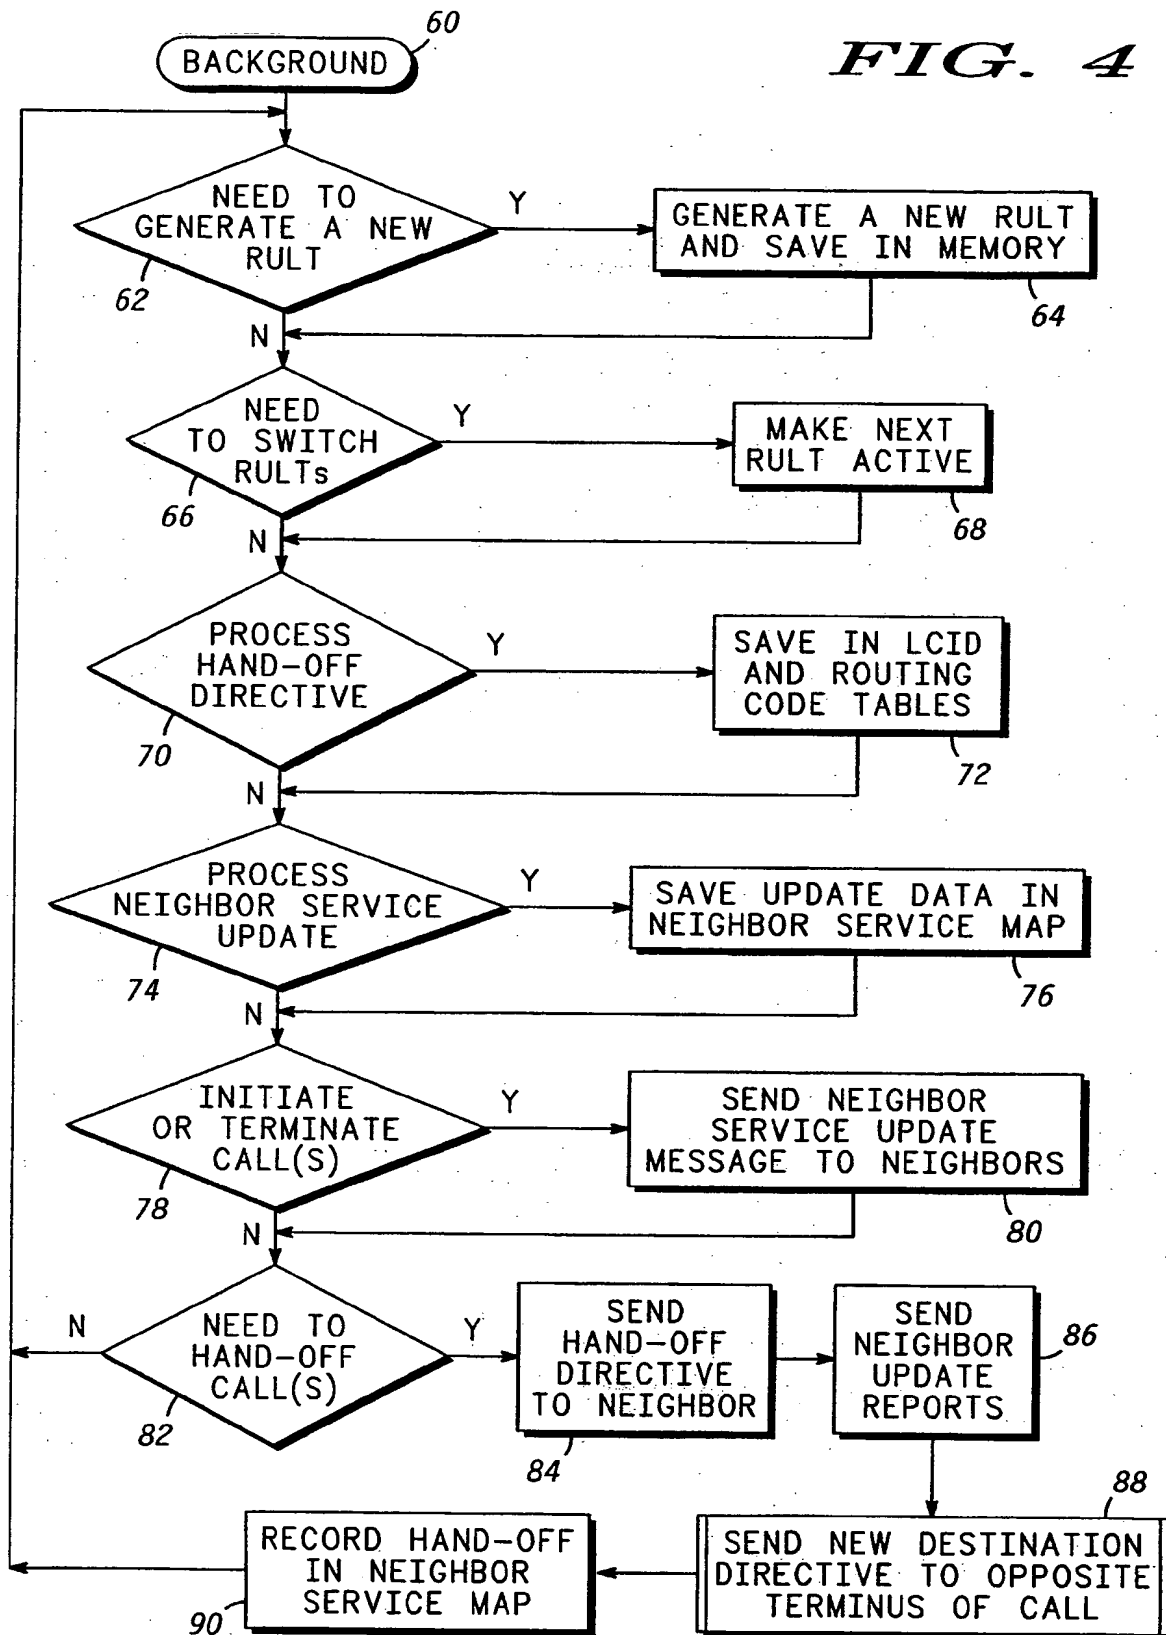 60
BACKGROUND
FIG. 4
NEED TO
GENERATE A NEW
RULT
62
Y
GENERATE A NEW RULT
AND SAVE IN MEMORY
64
N
NEED
TO SWITCH
RULTs
66
Y
MAKE NEXT
RULT ACTIVE
68
N
PROCESS
HAND-OFF
DIRECTIVE
70
Y
SAVE IN LCID
AND ROUTING
CODE TABLES
72
N
PROCESS
NEIGHBOR SERVICE
UPDATE
74
Y
SAVE UPDATE DATA IN
NEIGHBOR SERVICE MAP
76
N
INITIATE
OR TERMINATE
CALL(S)
78
Y
SEND NEIGHBOR
SERVICE UPDATE
MESSAGE TO NEIGHBORS
80
N
N
NEED TO
HAND-OFF
CALL(S)
82
Y
SEND
HAND-OFF
DIRECTIVE
TO NEIGHBOR
84
SEND
NEIGHBOR
UPDATE
REPORTS
86
88
SEND NEW DESTINATION
DIRECTIVE TO OPPOSITE
TERMINUS OF CALL
RECORD HAND-OFF
IN NEIGHBOR
SERVICE MAP
90